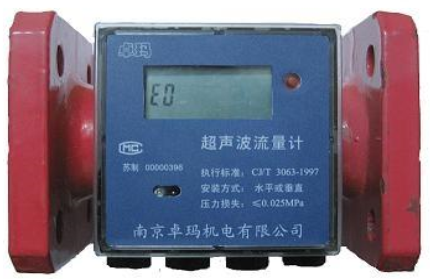 卓玛
E0
超声波流量计
MC
苏制 00000398
执行标准： CJ/T 3063-1997
安装方式： 水平或垂直
压力损失： ≤0.025MPa
南京卓玛机电有限公司